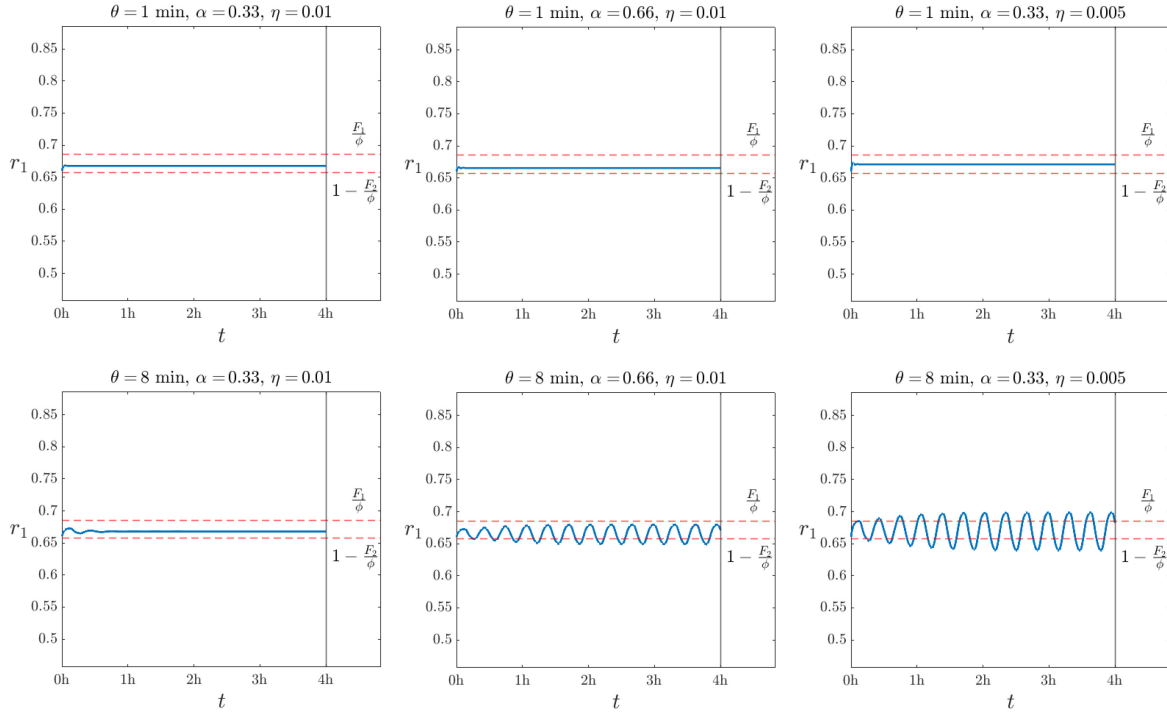 θ = 1 min, α = 0.33, η = 0.01
0.85
0.8
0.75
0.7
r₁
0.65
0.6
0.55
0.5
F₁/ϕ
1 − F₂/ϕ
0h 1h 2h 3h 4h
t
θ = 1 min, α = 0.66, η = 0.01
0.85
0.8
0.75
0.7
r₁
0.65
0.6
0.55
0.5
F₁/ϕ
1 − F₂/ϕ
0h 1h 2h 3h 4h
t
θ = 1 min, α = 0.33, η = 0.005
0.85
0.8
0.75
0.7
r₁
0.65
0.6
0.55
0.5
F₁/ϕ
1 − F₂/ϕ
0h 1h 2h 3h 4h
t
θ = 8 min, α = 0.33, η = 0.01
0.85
0.8
0.75
0.7
r₁
0.65
0.6
0.55
0.5
F₁/ϕ
1 − F₂/ϕ
0h 1h 2h 3h 4h
t
θ = 8 min, α = 0.66, η = 0.01
0.85
0.8
0.75
0.7
r₁
0.65
0.6
0.55
0.5
F₁/ϕ
1 − F₂/ϕ
0h 1h 2h 3h 4h
t
θ = 8 min, α = 0.33, η = 0.005
0.85
0.8
0.75
0.7
r₁
0.65
0.6
0.55
0.5
F₁/ϕ
1 − F₂/ϕ
0h 1h 2h 3h 4h
t